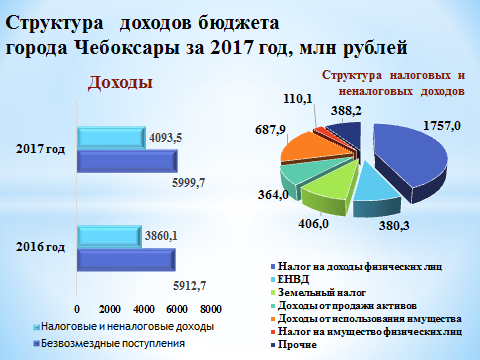 Структура доходов бюджета
города Чебоксары за 2017 год, млн рублей
Доходы
2017 год
4093,5
5999,7
2016 год
3860,1
5912,7
0 2000 4000 6000 8000
Налоговые и неналоговые доходы
Безвозмездные поступления
Структура налоговых и
неналоговых доходов
110,1
388,2
687,9
1757,0
364,0
406,0
380,3
Налог на доходы физических лиц
ЕНВД
Земельный налог
Доходы от продажи активов
Доходы от использования имущества
Налог на имущество физических лиц
Прочие